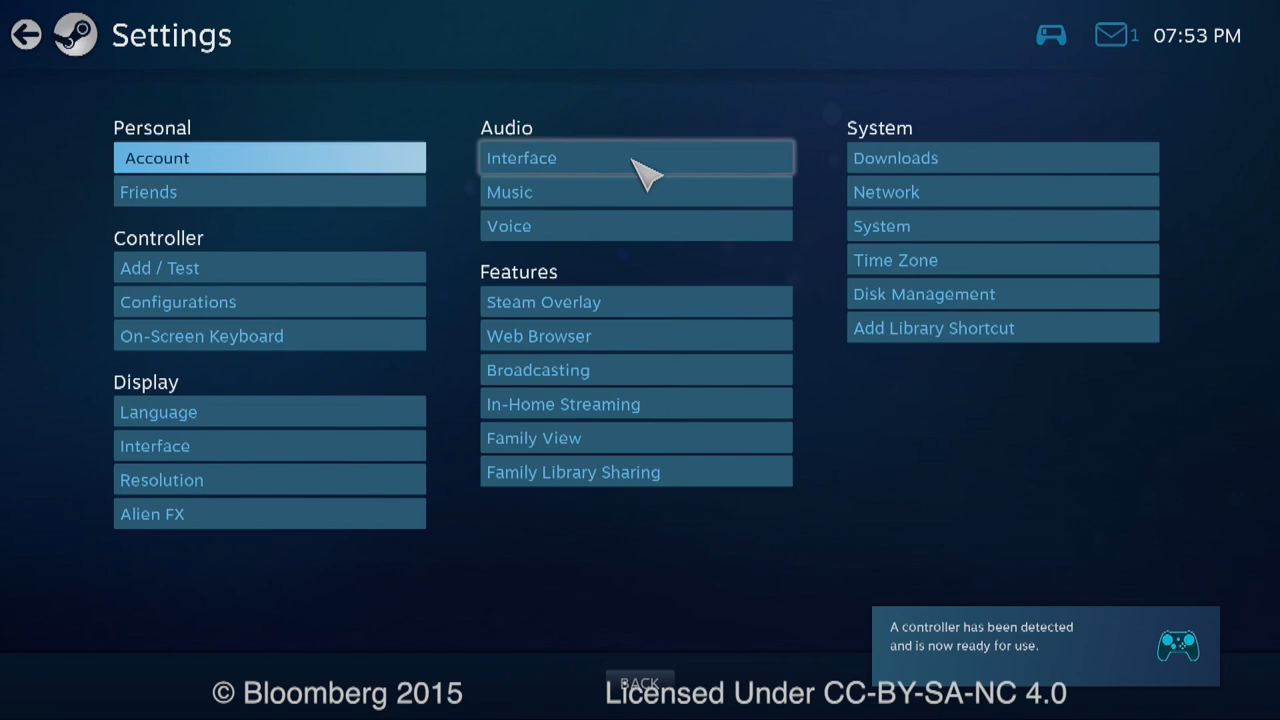 Settings
1
07:53 PM
Personal
Account
Friends
Controller
Add / Test
Configurations
On-Screen Keyboard
Display
Language
Interface
Resolution
Alien FX
Audio
Interface
Music
Voice
Features
Steam Overlay
Web Browser
Broadcasting
In-Home Streaming
Family View
Family Library Sharing
System
Downloads
Network
System
Time Zone
Disk Management
Add Library Shortcut
A controller has been detected
and is now ready for use.
BACK
© Bloomberg 2015
Licensed Under CC-BY-SA-NC 4.0